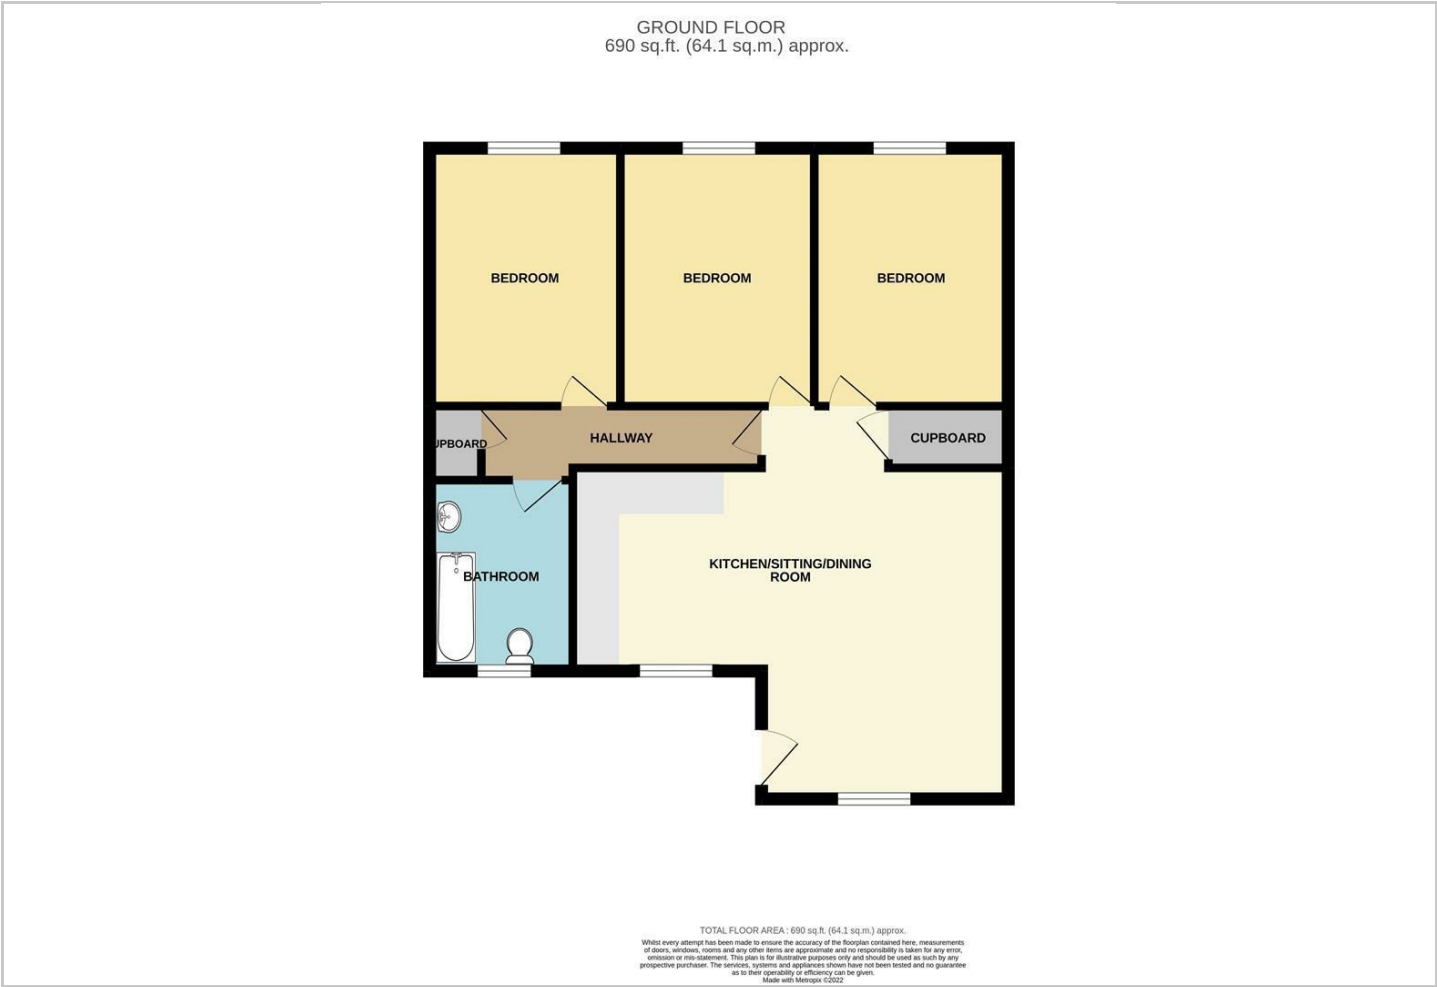 GROUND FLOOR
690 sq.ft. (64.1 sq.m.) approx.
BEDROOM
BEDROOM
BEDROOM
UPBOARD
HALLWAY
CUPBOARD
KITCHEN/SITTING/DINING
ROOM
BATHROOM
TOTAL FLOOR AREA : 690 sq.ft. (64.1 sq.m.) approx.
Whilst every attempt has been made to ensure the accuracy of the floorplan contained here, measurements
of doors, windows, rooms and any other items are approximate and no responsibility is taken for any error,
omission or mis-statement. This plan is for illustrative purposes only and should be used as such by any
prospective purchaser. The services, systems and appliances shown have not been tested and no guarantee
as to their operability or efficiency can be given.
Made with Metropix ©2022